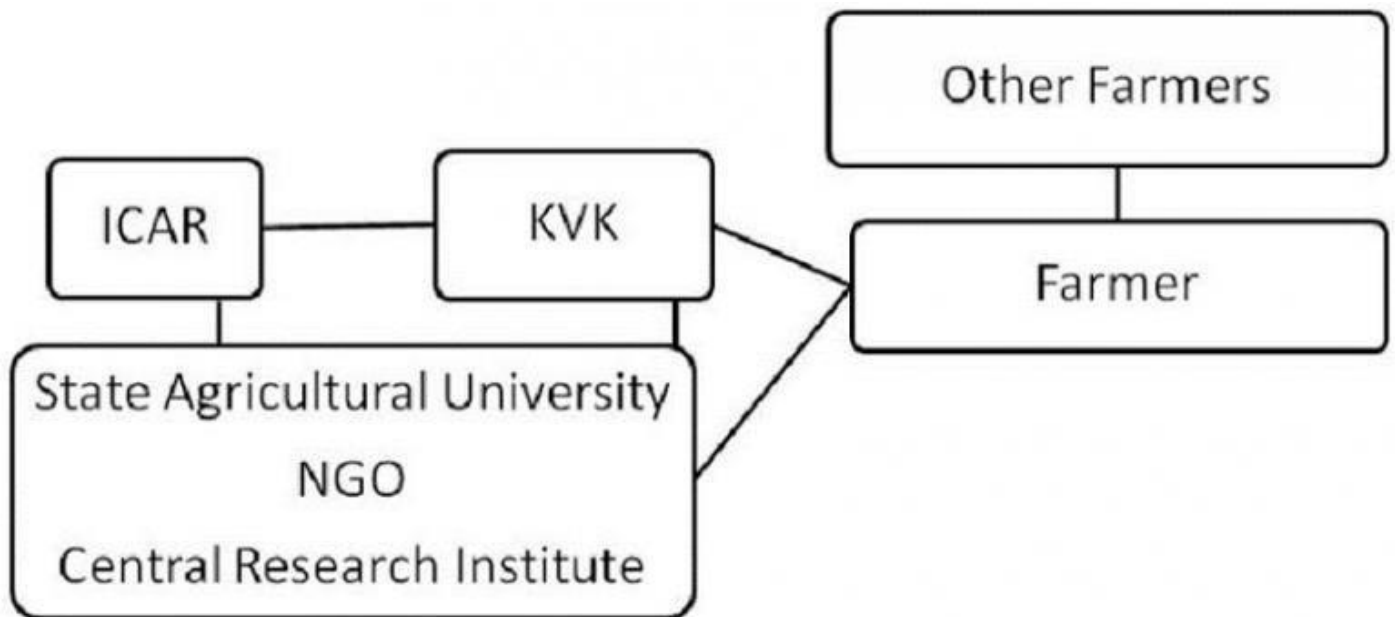 Other Farmers
ICAR
KVK
Farmer
State Agricultural University
NGO
Central Research Institute